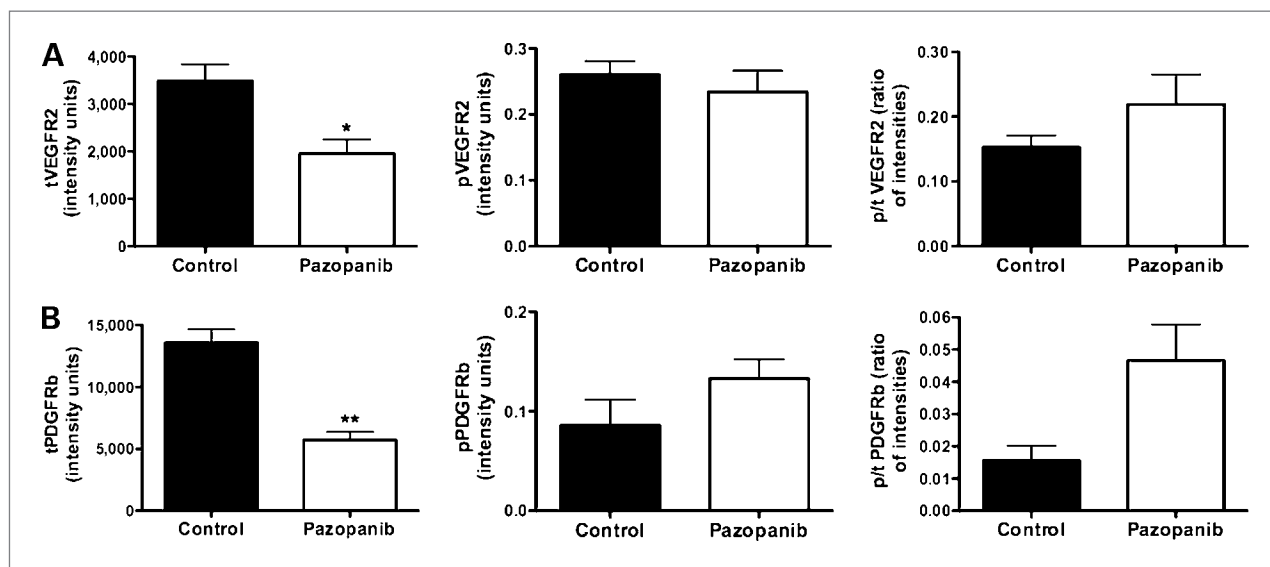 A
tVEGFR2
(intensity units)
4,000
3,000
2,000
1,000
0
*
Control Pazopanib
pVEGFR2
(intensity units)
0.3
0.2
0.1
0.0
Control Pazopanib
p/t VEGFR2 (ratio
of intensities)
0.30
0.20
0.10
0.00
Control Pazopanib
B
tPDGFRb
(intensity units)
15,000
10,000
5,000
0
**
Control Pazopanib
pPDGFRb
(intensity units)
0.2
0.1
0.0
Control Pazopanib
p/t PDGFRb (ratio
of intensities)
0.06
0.05
0.04
0.03
0.02
0.01
0.00
Control Pazopanib